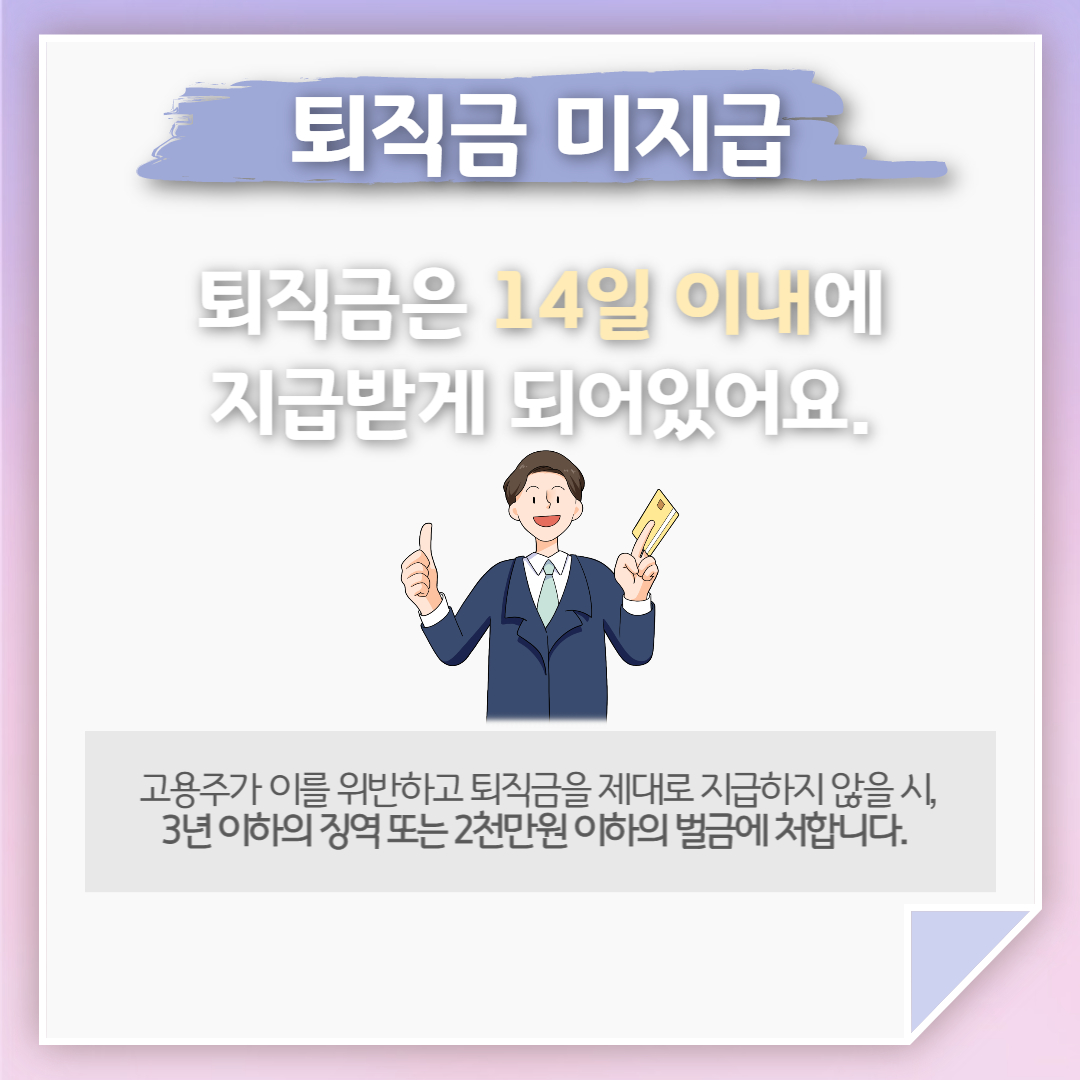 퇴직금 미지급
퇴직금은 14일 이내에
지급받게 되어있어요.
고용주가 이를 위반하고 퇴직금을 제대로 지급하지 않을 시,
3년 이하의 징역 또는 2천만원 이하의 벌금에 처합니다.